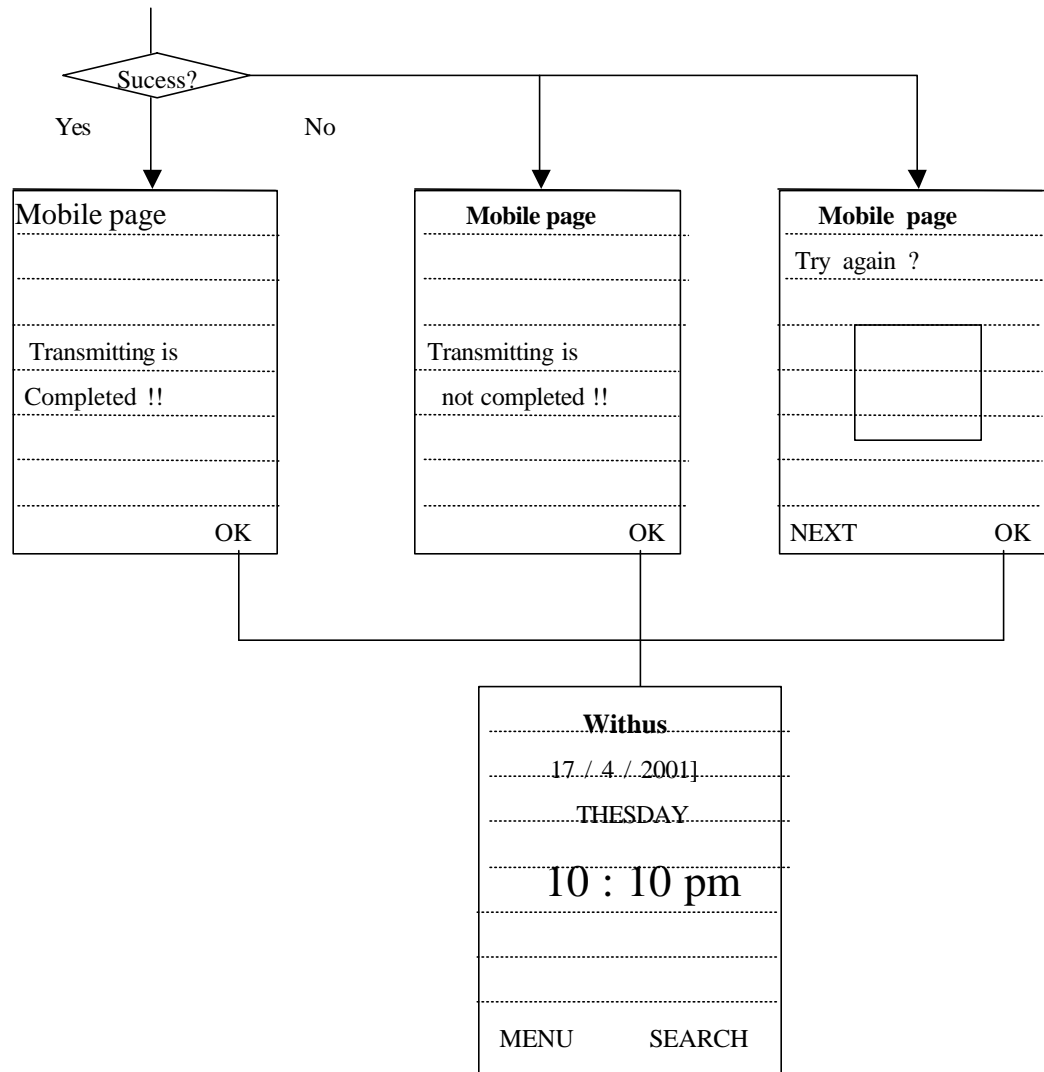 Sucess?
Yes
No
Mobile page
Transmitting is
Completed !!
OK
Mobile page
Transmitting is
not completed !!
OK
Mobile page
Try again ?
NEXT OK
Withus
17 / 4 / 2001]
THESDAY
10 : 10 pm
MENU SEARCH